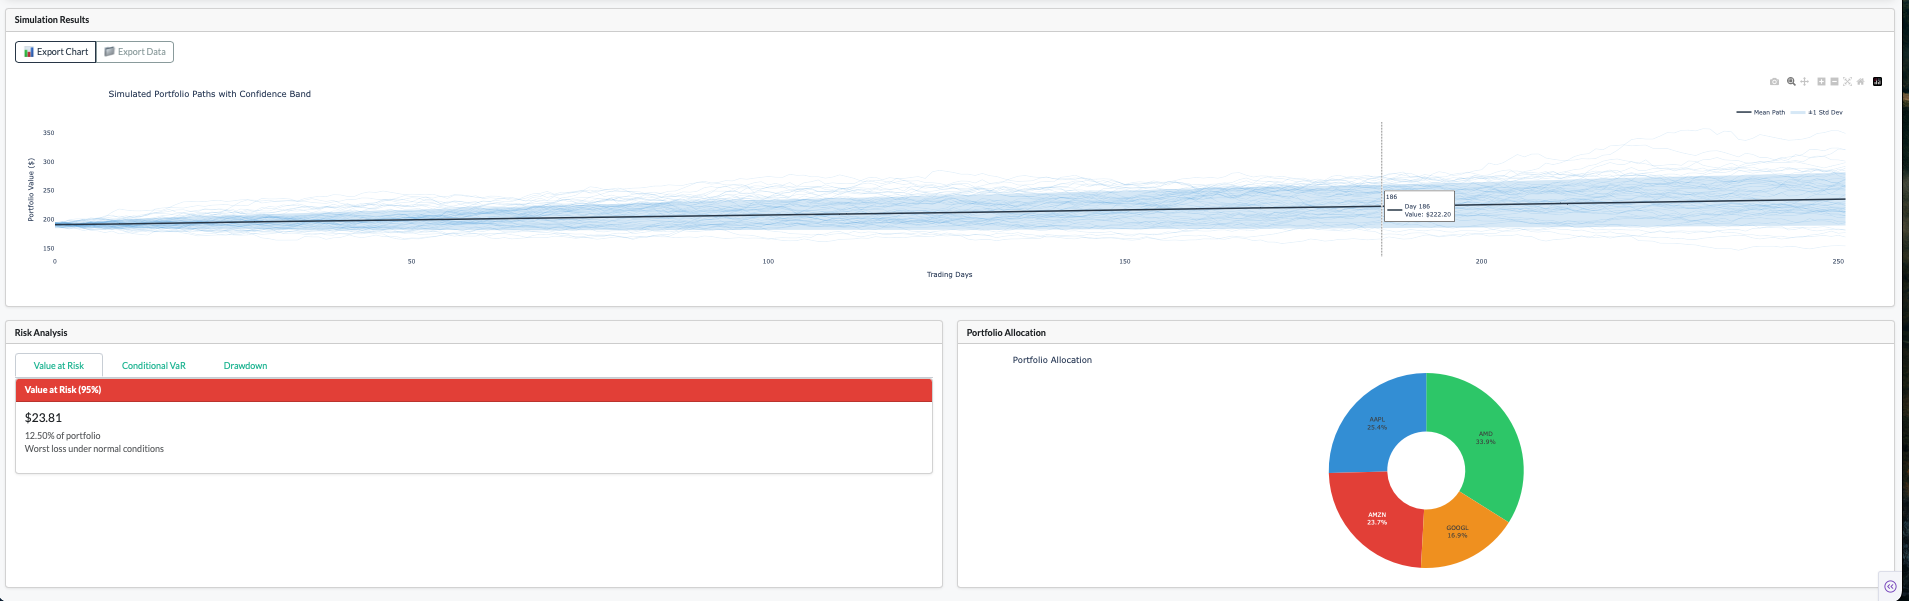 Simulation Results
Export Chart
Export Data
Simulated Portfolio Paths with Confidence Band
Mean Path
±1 Std Dev
Portfolio Value ($)
350
300
250
200
150
186
Day 186
Value: $222.20
0
50
100
150
200
250
Trading Days
Risk Analysis
Value at Risk
Conditional VaR
Drawdown
Value at Risk (95%)
$23.81
12.50% of portfolio
Worst loss under normal conditions
Portfolio Allocation
Portfolio Allocation
AAPL
25.4%
AMD
33.9%
AMZN
23.7%
GOOGL
16.9%